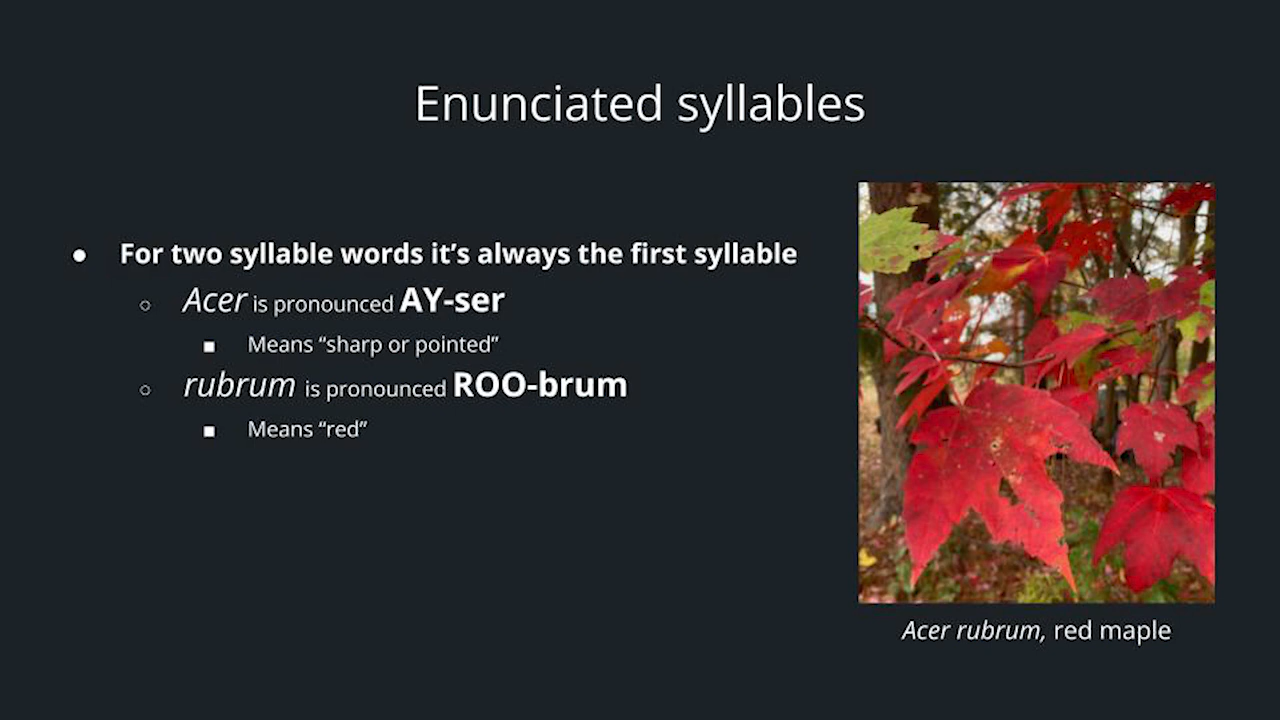 Enunciated syllables
● For two syllable words it’s always the first syllable
○ Acer is pronounced AY-ser
■ Means “sharp or pointed”
○ rubrum is pronounced ROO-brum
■ Means “red”
Acer rubrum, red maple